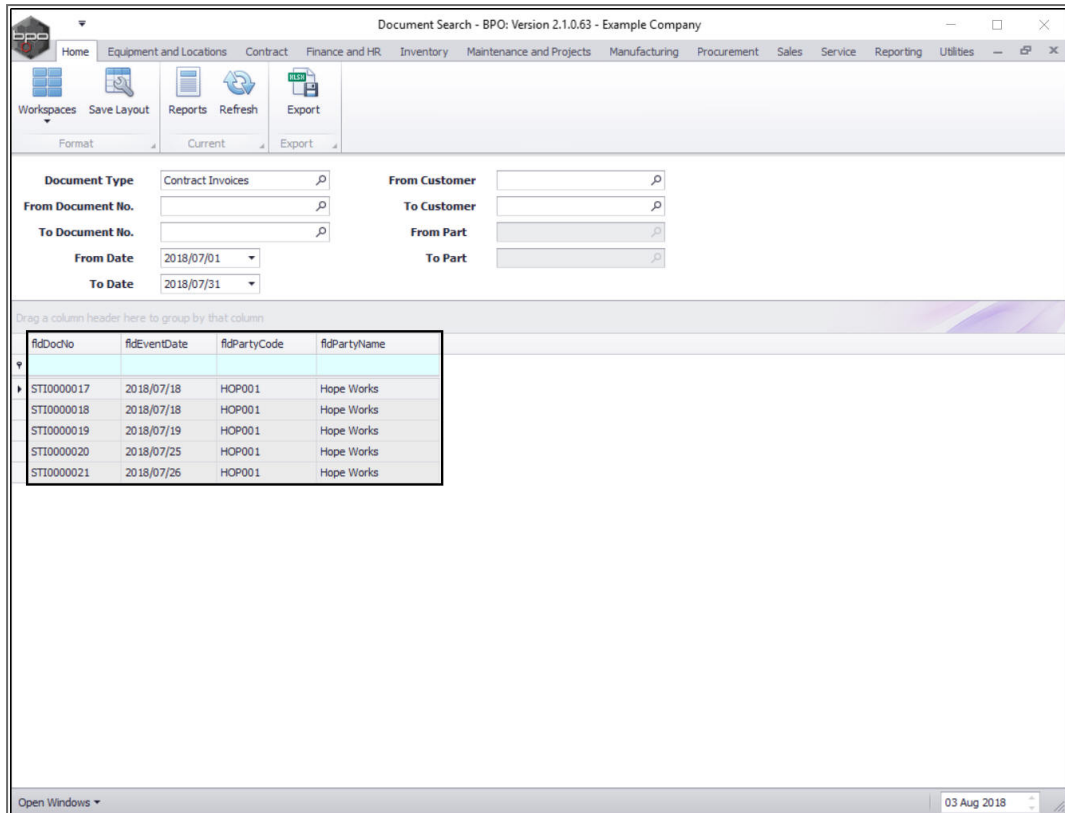 bpo
Document Search - BPO: Version 2.1.0.63 - Example Company
Home Equipment and Locations Contract Finance and HR Inventory Maintenance and Projects Manufacturing Procurement Sales Service Reporting Utilities
XLSX
Workspaces Save Layout Reports Refresh Export
Format Current Export
Document Type Contract Invoices From Customer
From Document No. To Customer
To Document No. From Part
From Date 2018/07/01 To Part
To Date 2018/07/31
Drag a column header here to group by that column
fldDocNo fldEventDate fldPartyCode fldPartyName
STI0000017 2018/07/18 HOP001 Hope Works
STI0000018 2018/07/18 HOP001 Hope Works
STI0000019 2018/07/19 HOP001 Hope Works
STI0000020 2018/07/25 HOP001 Hope Works
STI0000021 2018/07/26 HOP001 Hope Works
Open Windows 03 Aug 2018